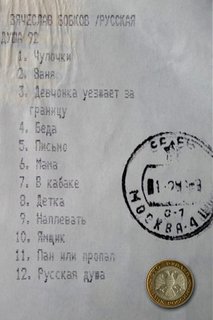 ВЯЧЕСЛАВ БОБКОВ /РУССКАЯ
ДУША 92
1. Чулочки
2. Ваня
3. Девчонка уезжает за
границу
4. Беда
5. Письмо
6. Мама
7. В кабаке
8. Детка
9. Наплевать
10. Ямщик
11. Пан или пропал
12. Русская душа
МОСКВА-4